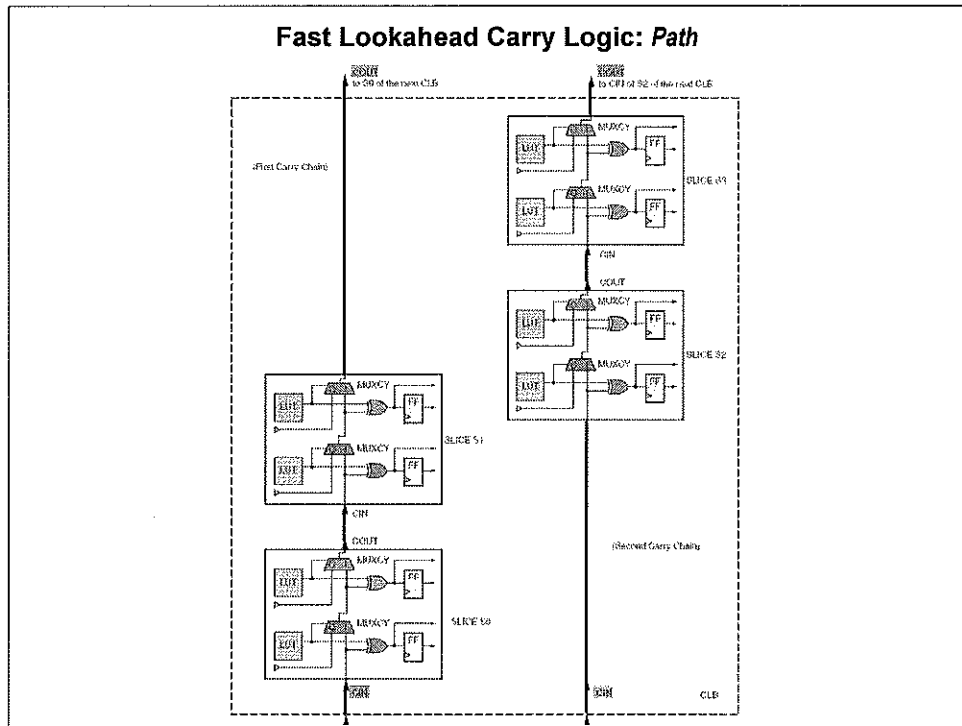 Fast Lookahead Carry Logic: Path
COUT
to S0 of the next CLB
COUT
to CIN of S2 of the next CLB
(First Carry Chain)
LUT
MUXCY
FF
LUT
MUXCY
FF
SLICE S3
CIN
COUT
LUT
MUXCY
FF
LUT
MUXCY
FF
SLICE S2
LUT
MUXCY
FF
LUT
MUXCY
FF
SLICE S1
CIN
COUT
(Second Carry Chain)
LUT
MUXCY
FF
LUT
MUXCY
FF
SLICE S0
CIN
CIN
CLB